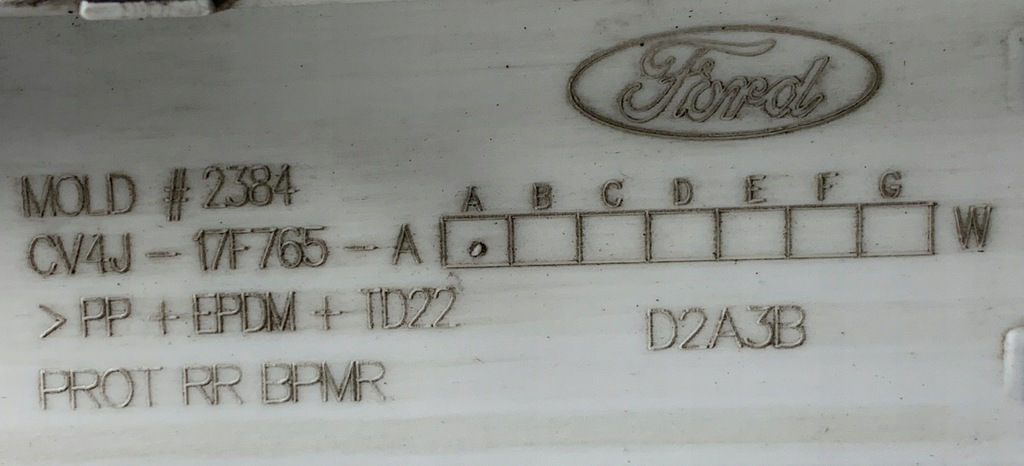 Ford
MOLD # 2384
A B C D E F G
CV4J - 17F765 - A W
>PP + EPDM + TD22
D2A3B
PROT RR BPMR